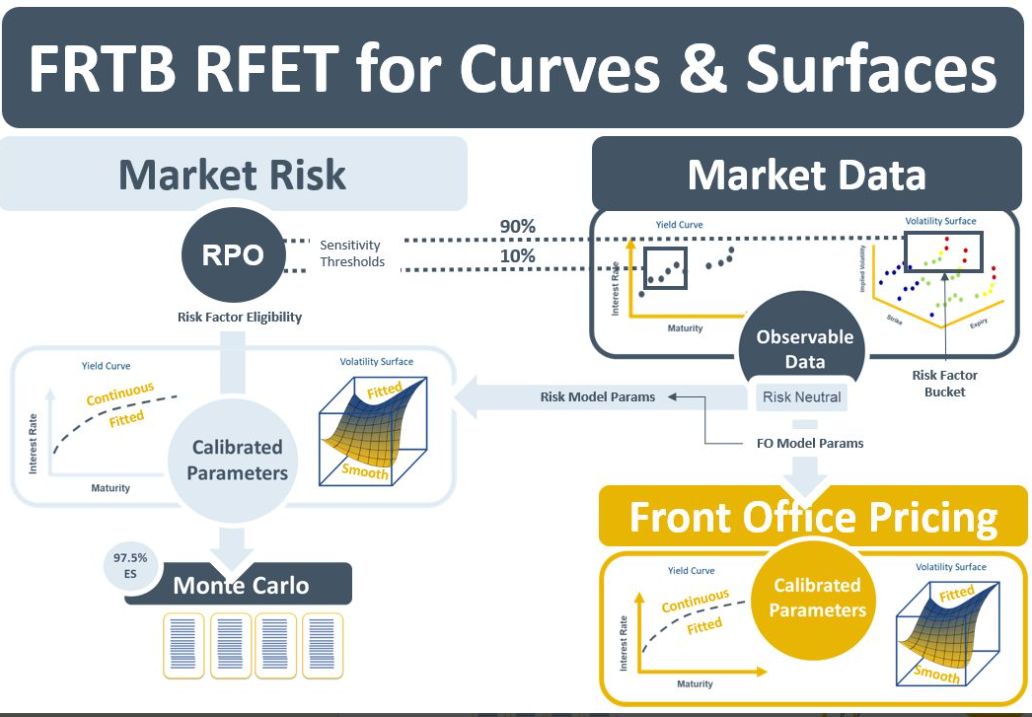 FRTB RFET for Curves & Surfaces
Market Risk
Market Data
RPO
Sensitivity
Thresholds
90%
10%
Yield Curve
Interest Rate
Maturity
Volatility Surface
Implied Volatility
Strike
Expiry
Observable
Data
Risk Neutral
Risk Factor
Bucket
Risk Factor Eligibility
Yield Curve
Continuous
Fitted
Interest Rate
Maturity
Calibrated
Parameters
Volatility Surface
Fitted
Smooth
Risk Model Params
FO Model Params
97.5%
ES
Monte Carlo
Front Office Pricing
Yield Curve
Continuous
Fitted
Interest Rate
Maturity
Calibrated
Parameters
Volatility Surface
Fitted
Smooth